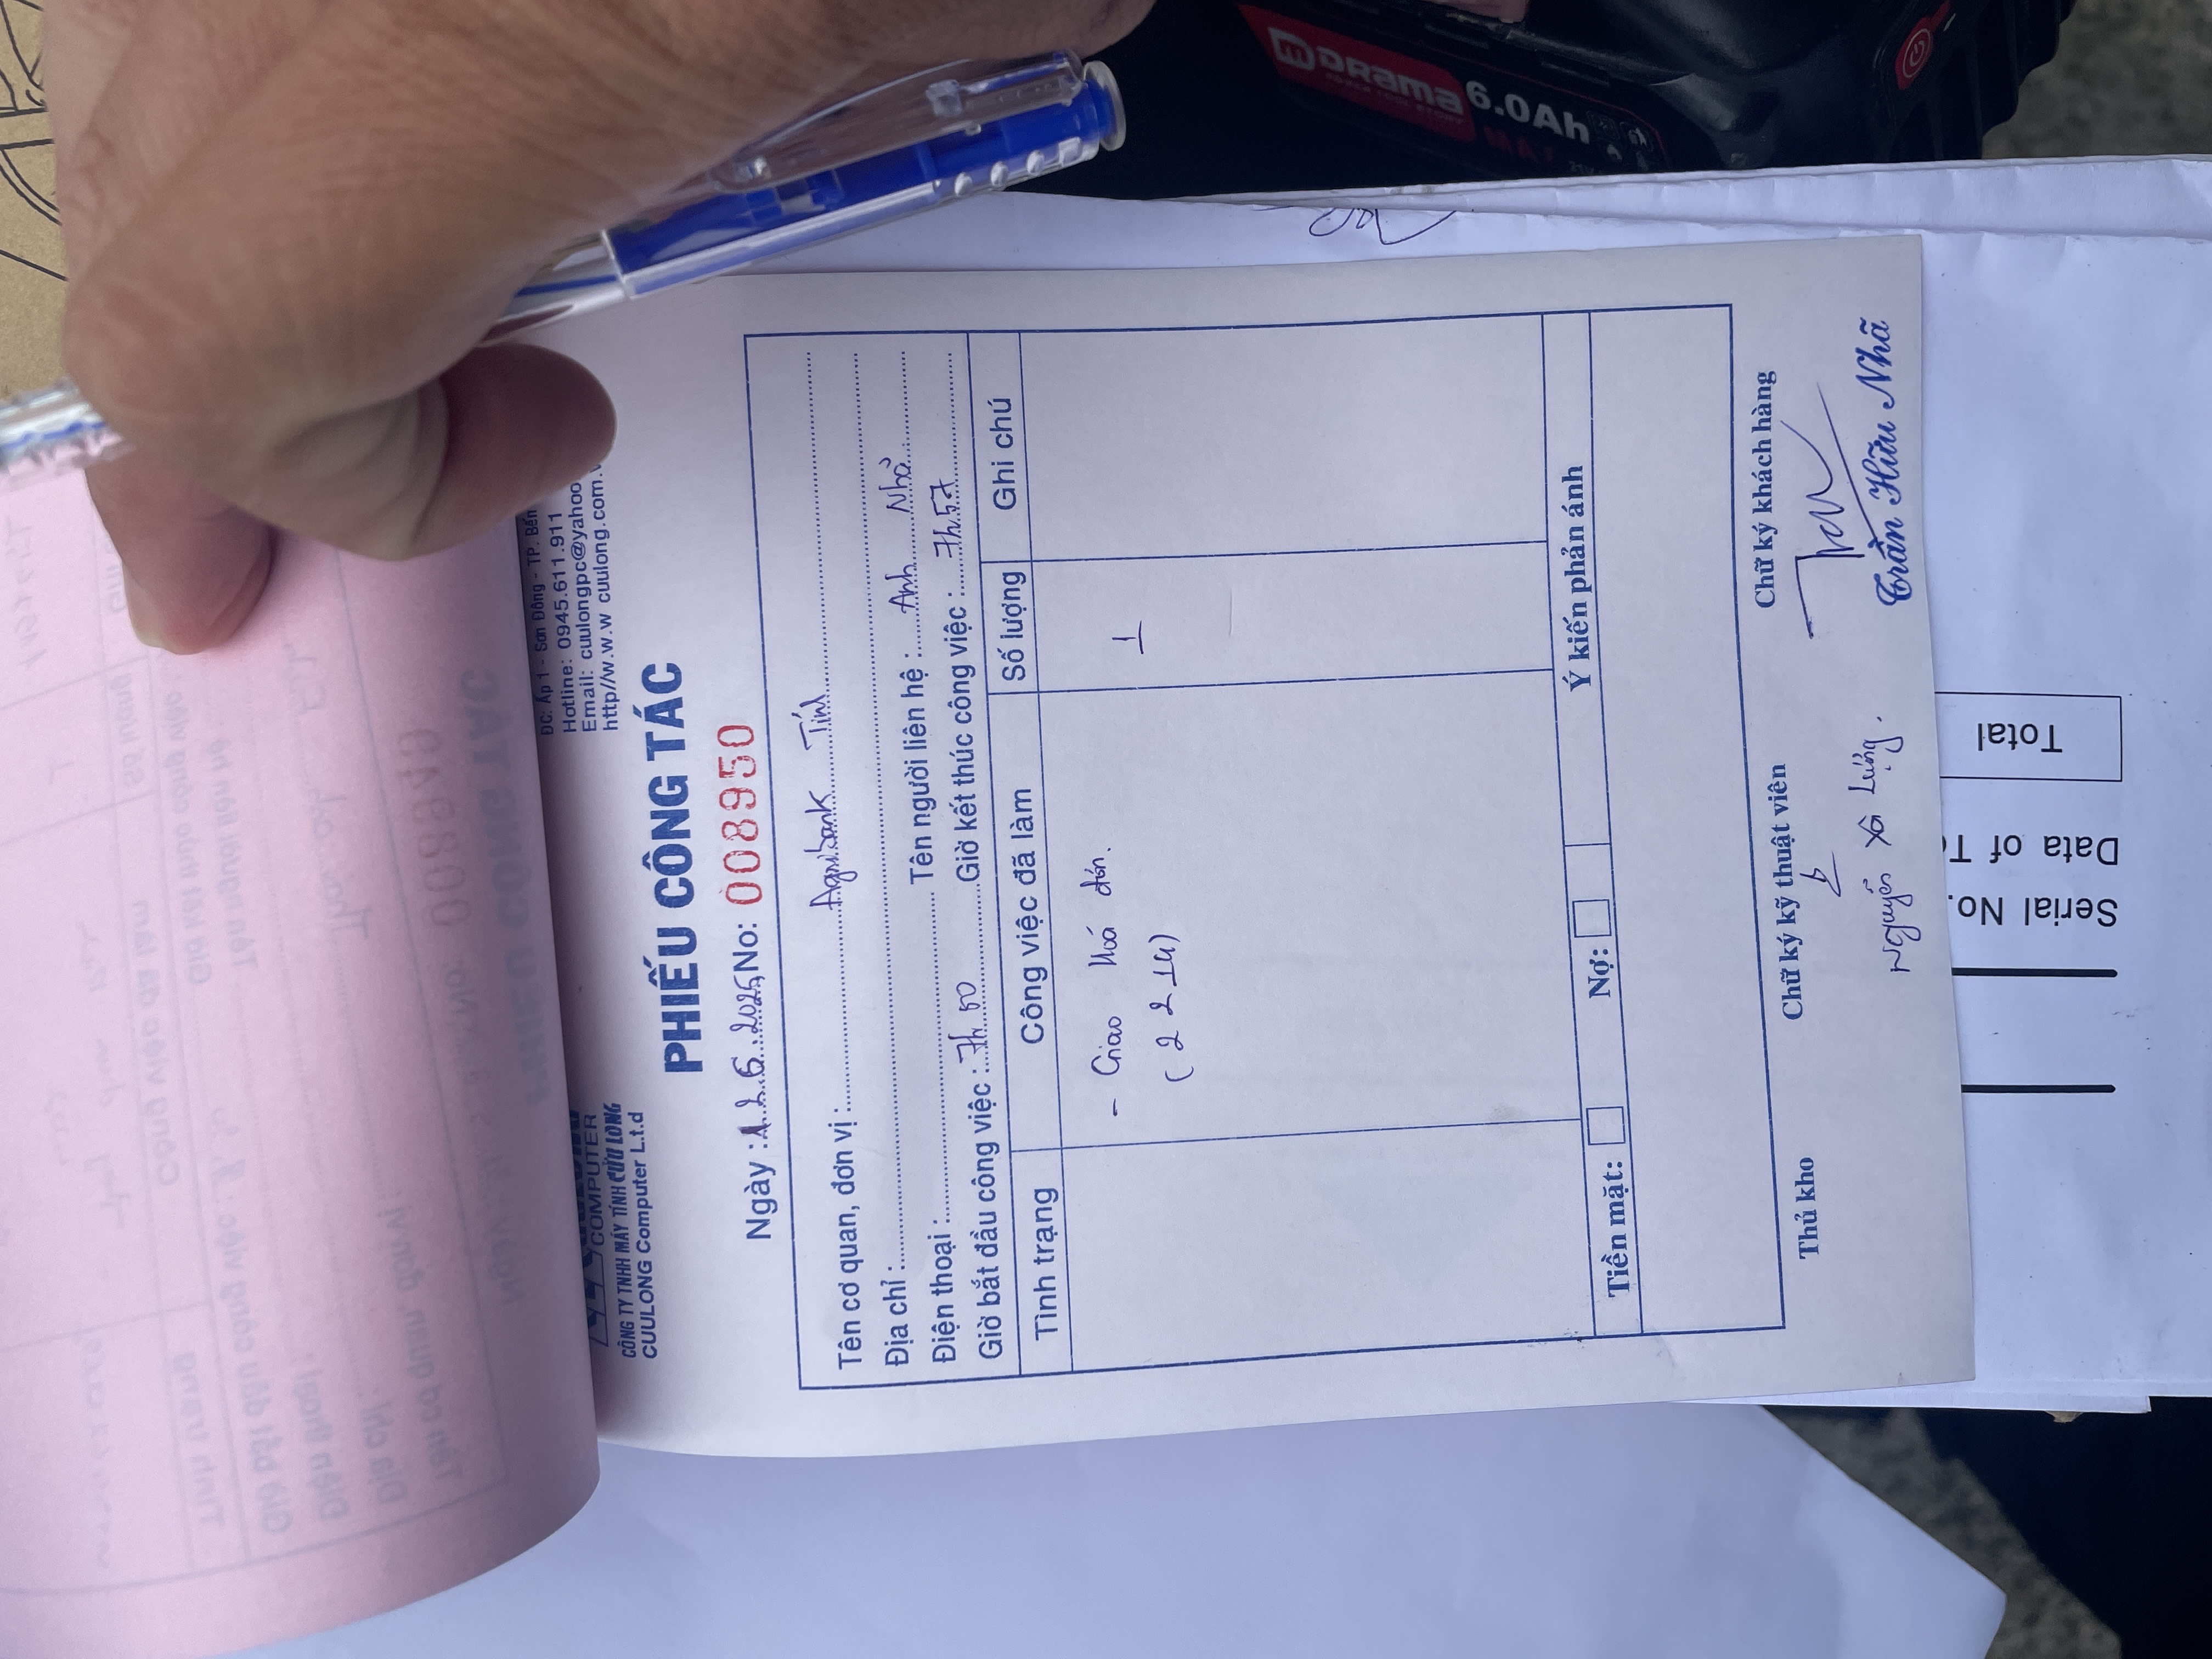 COMPUTER
CÔNG TY TNHH MÁY TÍNH CỬU LONG
CUULONG Computer L.t.d
ĐC: Ấp 1 - Sơn Đông - TP. Bến
Hotline: 0945.611.911
Email: cuulongpc@yahoo
http//w.w.w cuulong.com.
PHIẾU CÔNG TÁC
Ngày : 12.6.2025, No: 008950
Tên cơ quan, đơn vị : Agribank Tỉnh
Địa chỉ :
Điện thoại : Tên người liên hệ : Anh Nhã
Giờ bắt đầu công việc : 7h50 Giờ kết thúc công việc : 7h57
Tình trạng Công việc đã làm Số lượng Ghi chú
- Giao hoá đơn. 1
( 2 2 14)
Tiền mặt: Nợ: Ý kiến phản ánh
Thủ kho Chữ ký kỹ thuật viên Chữ ký khách hàng
Nguyễn Lượng. Trần Hữu Nhã
Serial No.
Data of
Total
DRama
6.0Ah